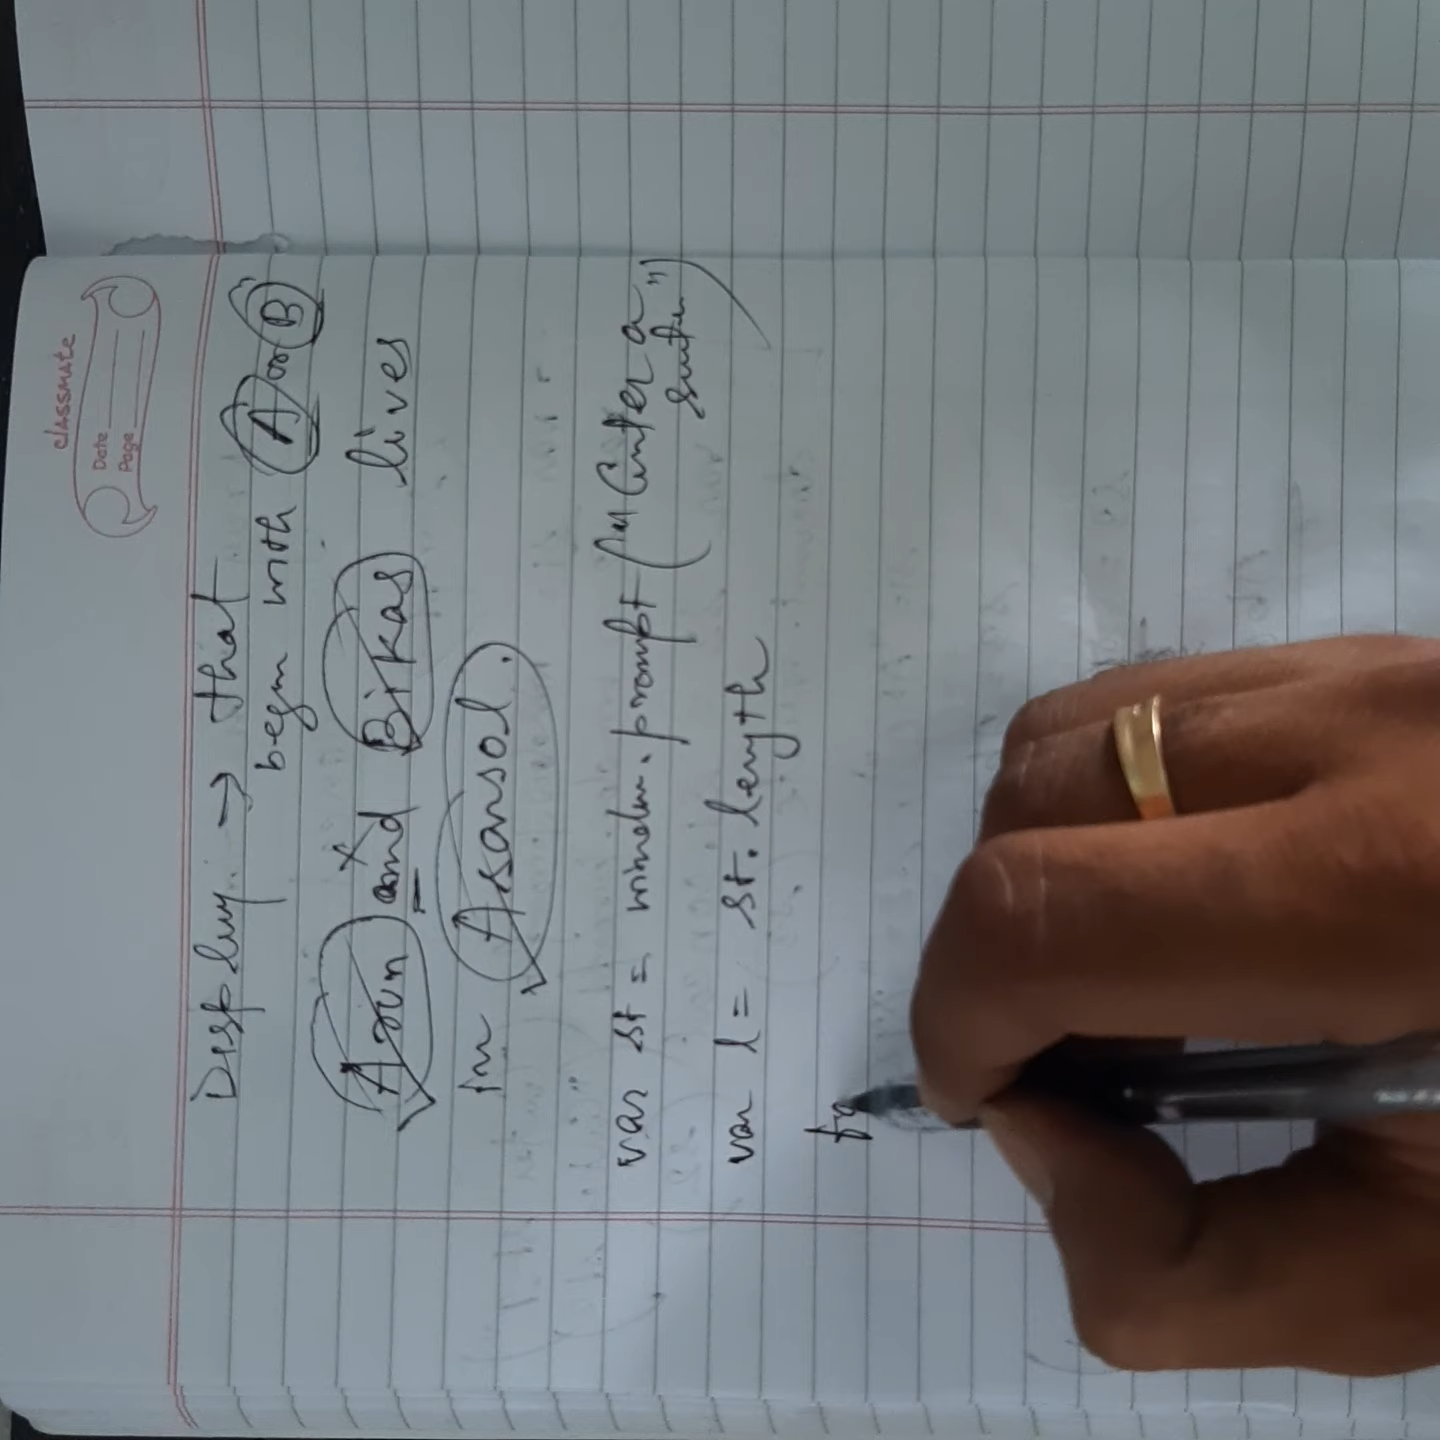 classmate
Date
Page
Display → that
begin with A or B
Arun and Bikas lives
in Asansol.
var st = window.prompt("Enter a
")
var l = st.length
fo